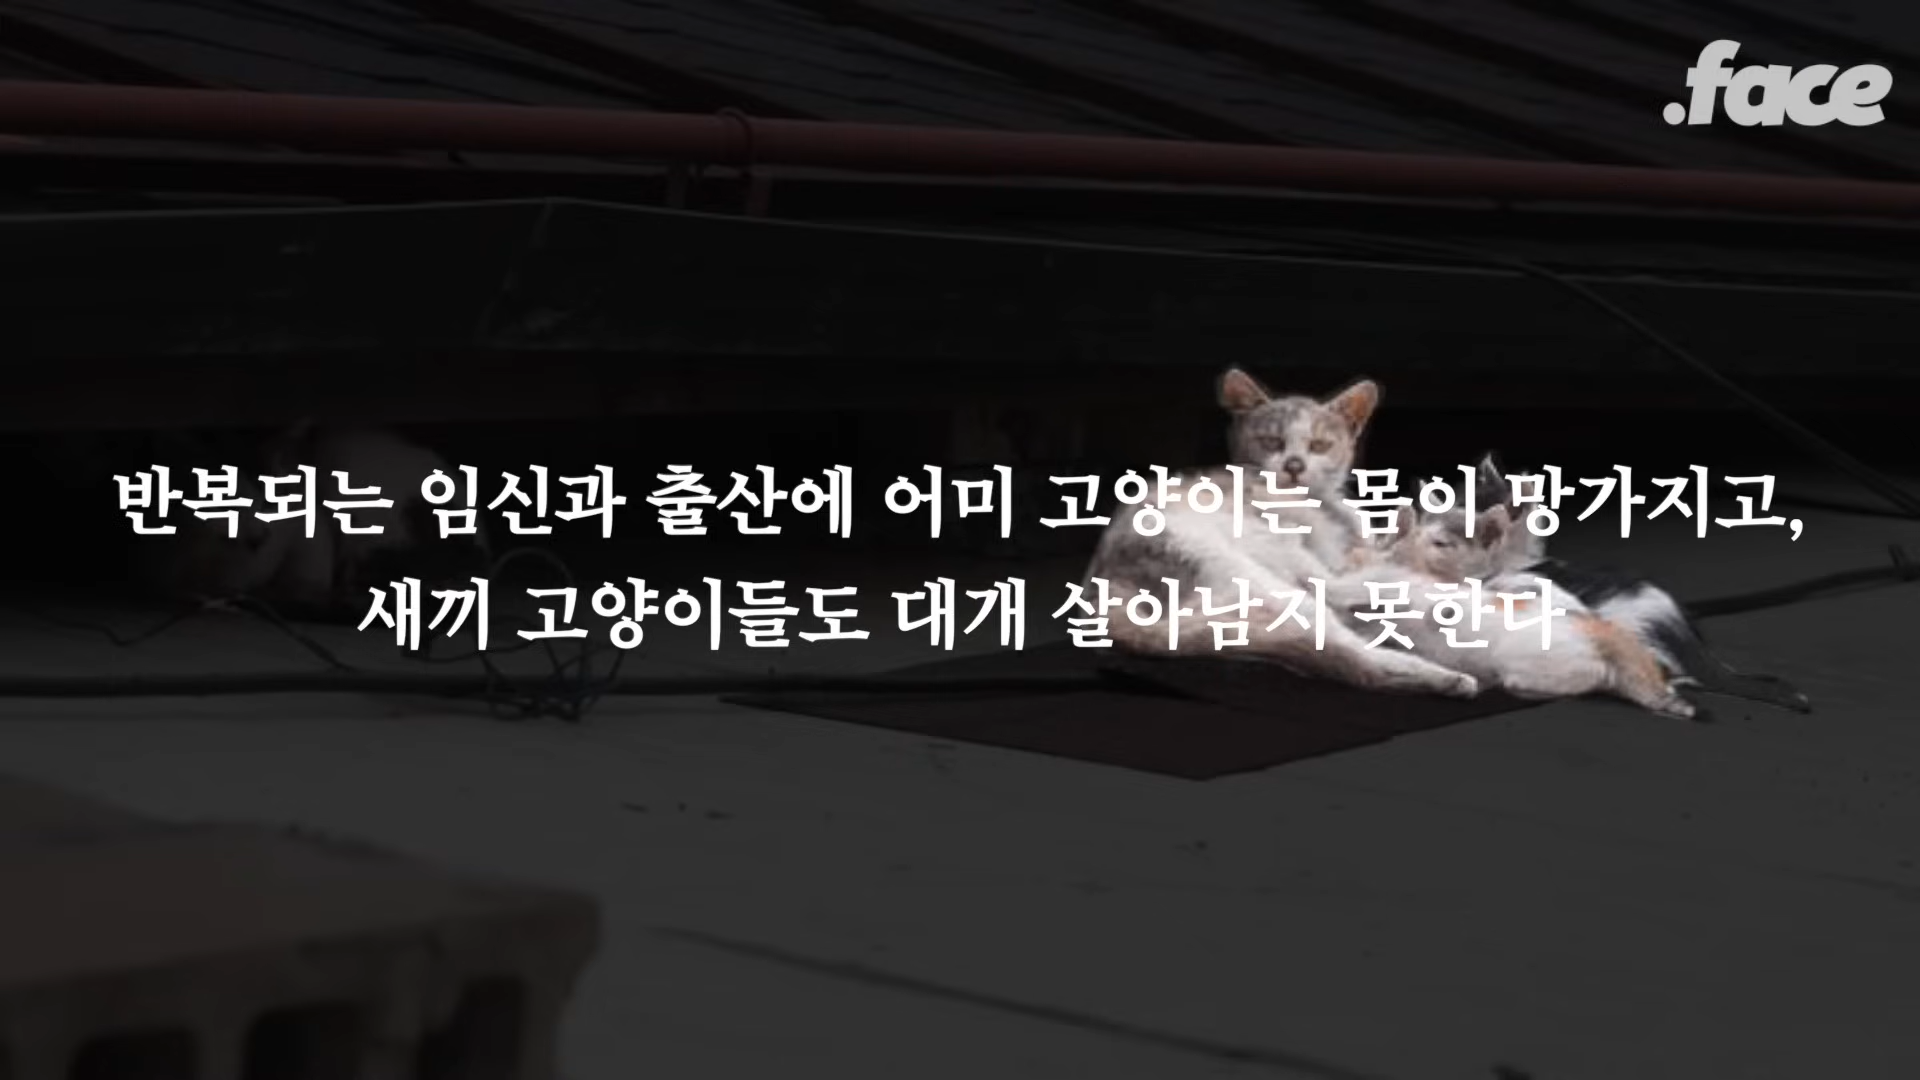 .face
반복되는 임신과 출산에 어미 고양이는 몸이 망가지고,
새끼 고양이들도 대개 살아남지 못한다